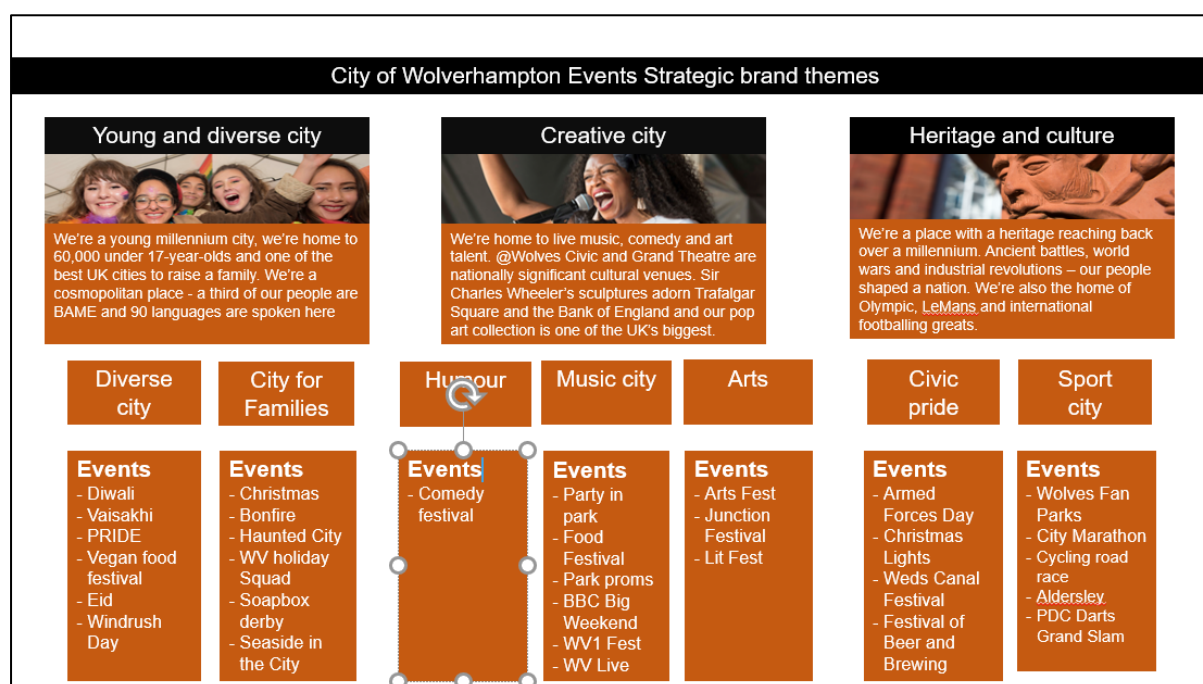 City of Wolverhampton Events Strategic brand themes
Young and diverse city
We're a young millennium city, we're home to
60,000 under 17-year-olds and one of the
best UK cities to raise a family. We're a
cosmopolitan place - a third of our people are
BAME and 90 languages are spoken here
Creative city
We're home to live music, comedy and art
talent. @Wolves Civic and Grand Theatre are
nationally significant cultural venues. Sir
Charles Wheeler's sculptures adorn Trafalgar
Square and the Bank of England and our pop
art collection is one of the UK's biggest.
Heritage and culture
We're a place with a heritage reaching back
over a millennium. Ancient battles, world
wars and industrial revolutions – our people
shaped a nation. We're also the home of
Olympic, LeMans and international
footballing greats.
Diverse
city
Events
- Diwali
- Vaisakhi
- PRIDE
- Vegan food
festival
- Eid
- Windrush
Day
City for
Families
Events
- Christmas
- Bonfire
- Haunted City
- WV holiday
Squad
- Soapbox
derby
- Seaside in
the City
Humour
Events
- Comedy
festival
Music city
Events
- Party in
park
- Food
Festival
- Park proms
- BBC Big
Weekend
- WV1 Fest
- WV Live
Arts
Events
- Arts Fest
- Junction
Festival
- Lit Fest
Civic
pride
Events
- Armed
Forces Day
- Christmas
Lights
- Weds Canal
Festival
- Festival of
Beer and
Brewing
Sport
city
Events
- Wolves Fan
Parks
- City Marathon
- Cycling road
race
- Aldersley
- PDC Darts
Grand Slam